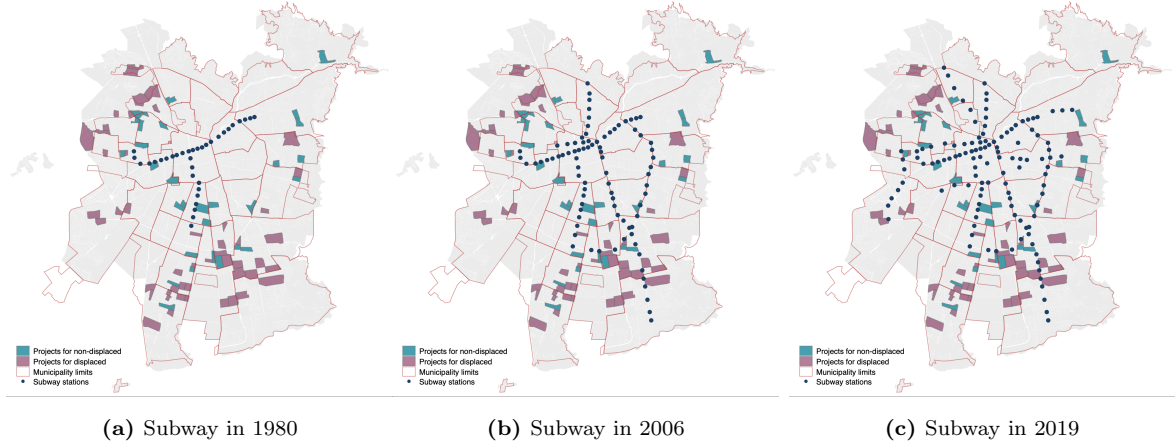 Projects for non-displaced
Projects for displaced
Municipality limits
Subway stations
Projects for non-displaced
Projects for displaced
Municipality limits
Subway stations
Projects for non-displaced
Projects for displaced
Municipality limits
Subway stations
(a) Subway in 1980
(b) Subway in 2006
(c) Subway in 2019